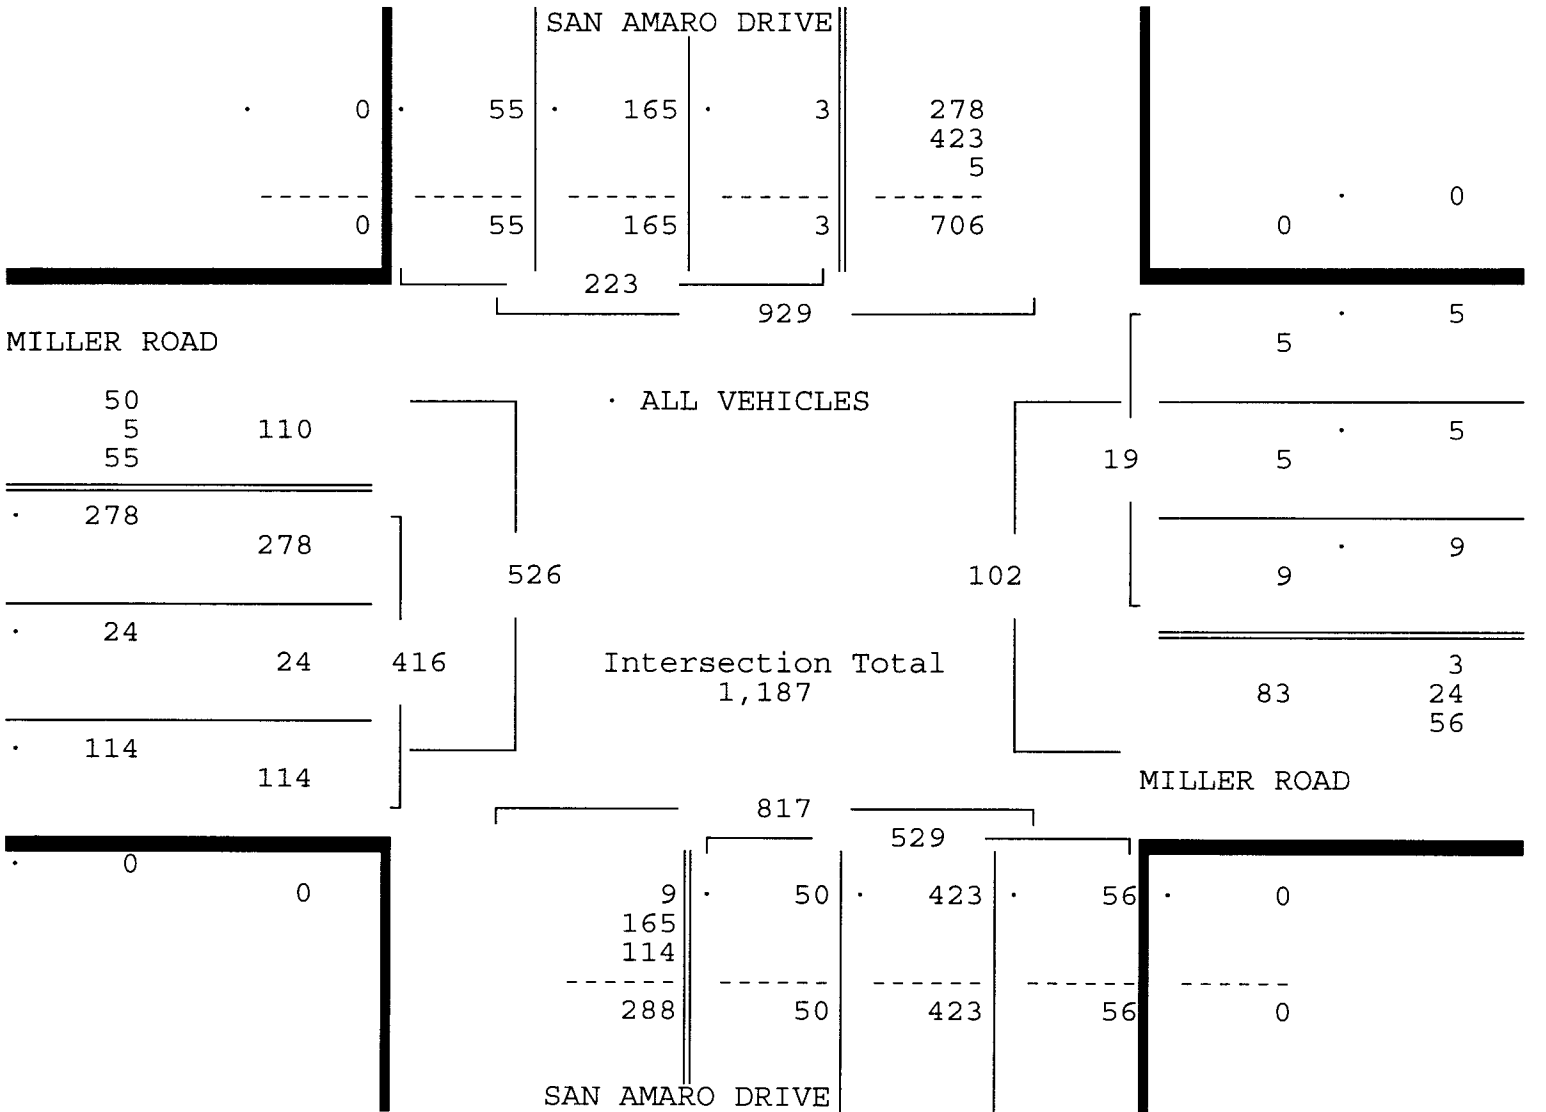 SAN AMARO DRIVE
· 0 · 55 · 165 · 3 278
423
5
------ ------ ------ ------ ------ · 0
0 55 165 3 706 0
223
929 · 5
MILLER ROAD 5
50 · ALL VEHICLES
5 110 · 5
55 19 5
· 278
278 · 9
526 102 9
· 24
24 416 Intersection Total 3
1,187 83 24
56
· 114
114 MILLER ROAD
817
529
· 0
0 9 · 50 · 423 · 56 · 0
165
114
------ ------ ------ ------ ------
288 50 423 56 0
SAN AMARO DRIVE